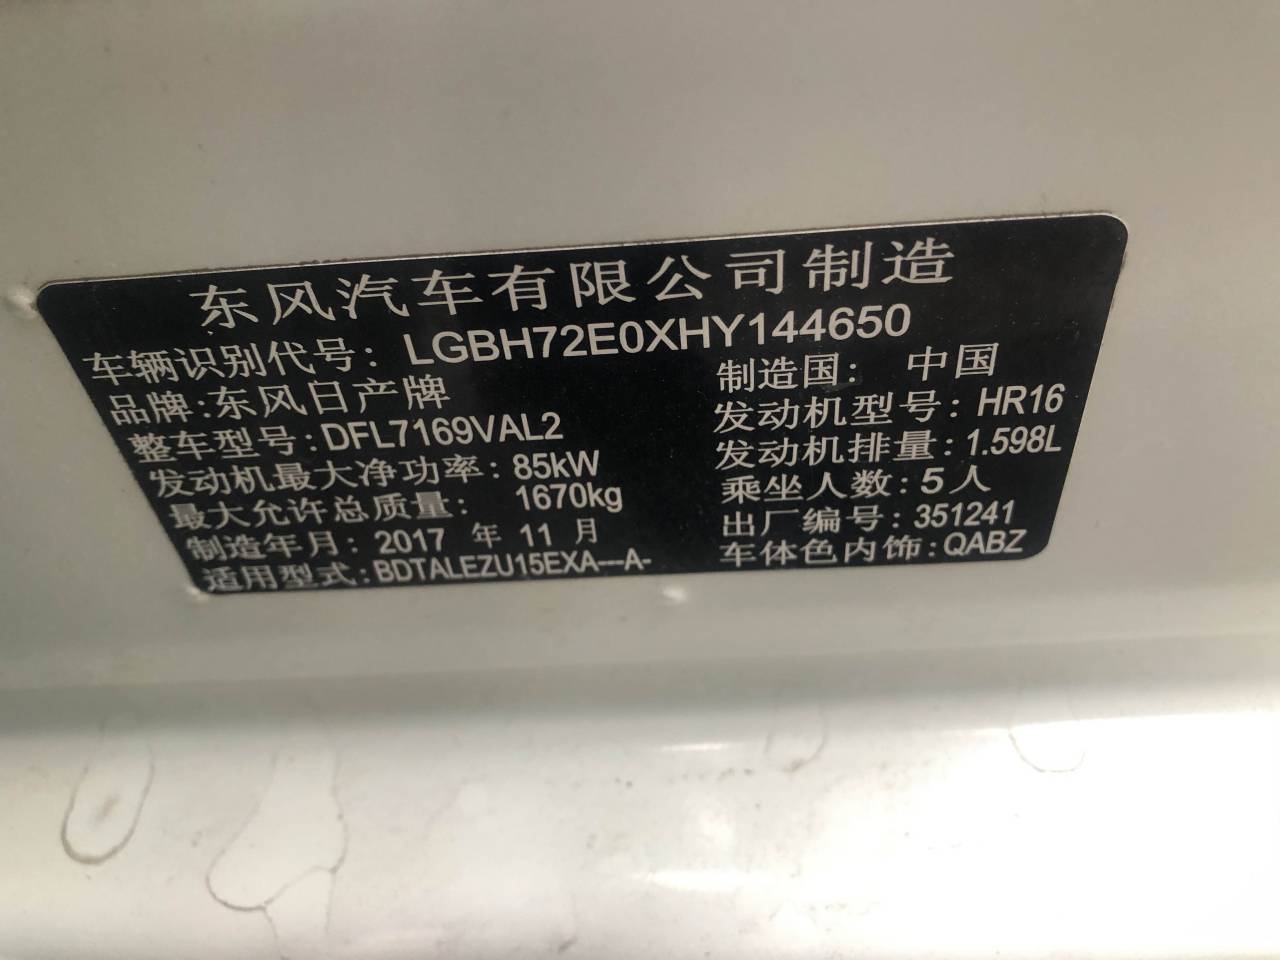 东风汽车有限公司制造
车辆识别代号: LGBH72E0XHY144650
品牌:东风日产牌 制造国: 中国
整车型号:DFL7169VAL2 发动机型号: HR16
发动机最大净功率: 85kW 发动机排量:1.598L
最大允许总质量: 1670kg 乘坐人数:5人
制造年月: 2017 年 11 月 出厂编号: 351241
适用型式:BDTALEZU15EXA---A- 车体色内饰:QABZ